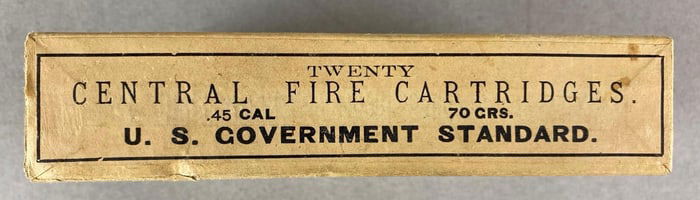 TWENTY
CENTRAL FIRE CARTRIDGES.
.45 CAL 70 GRS.
U. S. GOVERNMENT STANDARD.